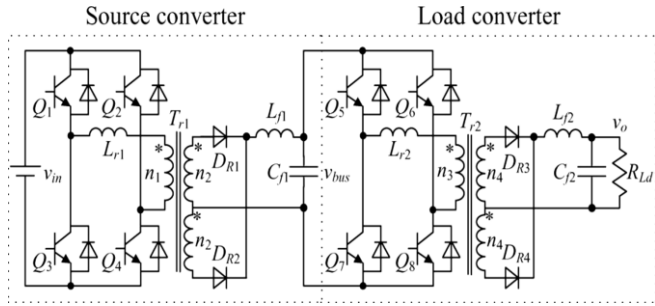 Source converter
Load converter
Q1
Q2
Q5
Q6
Tr1
Tr2
Lf1
Lf2
vo
Lr1
Lr2
DR1
DR3
*
*
*
*
vin
n1
n2
Cf1
vbus
n3
n4
Cf2
RLd
Q3
Q4
n2
DR2
Q7
Q8
n4
DR4